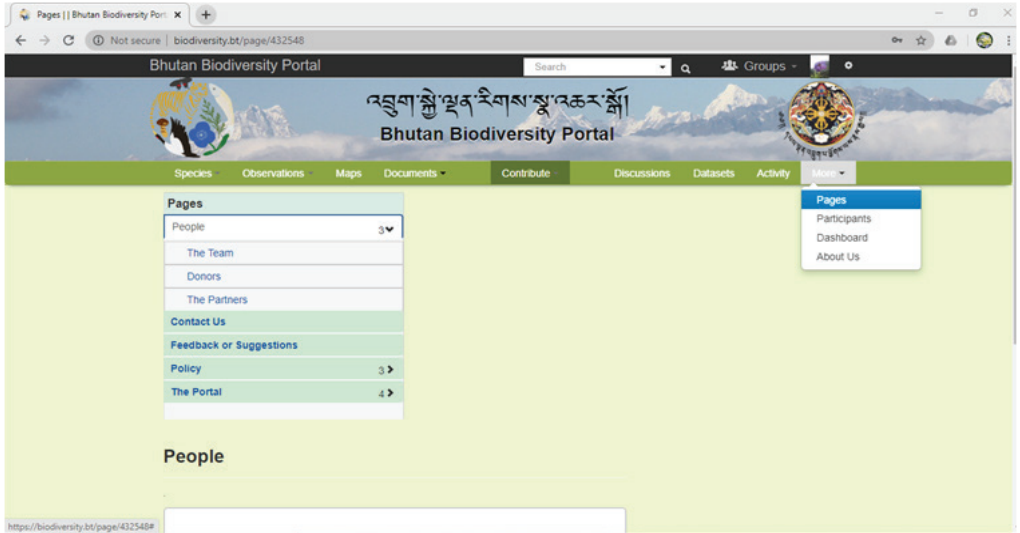 Pages || Bhutan Biodiversity Port
Not secure | biodiversity.bt/page/432548
Bhutan Biodiversity Portal
Search
Groups
འབྲུག་སྐྱེ་ལྡན་རིགས་སྣ་འཆར་སྒོ།
Bhutan Biodiversity Portal
Species Observations Maps Documents Contribute Discussions Datasets Activity More
Pages
Participants
Dashboard
About Us
Pages
People 3
The Team
Donors
The Partners
Contact Us
Feedback or Suggestions
Policy 3
The Portal 4
People
https://biodiversity.bt/page/432548#